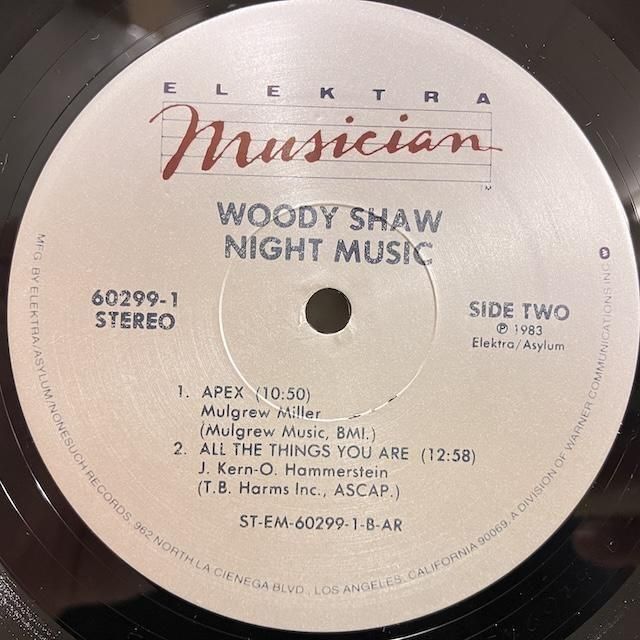 ELEKTRA
Musician
WOODY SHAW
NIGHT MUSIC
60299-1
STEREO
SIDE TWO
℗ 1983
Elektra/Asylum
1. APEX (10:50)
Mulgrew Miller
(Mulgrew Music, BMI.)
2. ALL THE THINGS YOU ARE (12:58)
J. Kern-O. Hammerstein
(T.B. Harms Inc., ASCAP.)
ST-EM-60299-1-B-AR
MFG. BY ELEKTRA/ASYLUM/NONESUCH RECORDS, 962 NORTH LA CIENEGA BLVD., LOS ANGELES, CALIFORNIA 90069. A DIVISION OF WARNER COMMUNICATIONS INC.